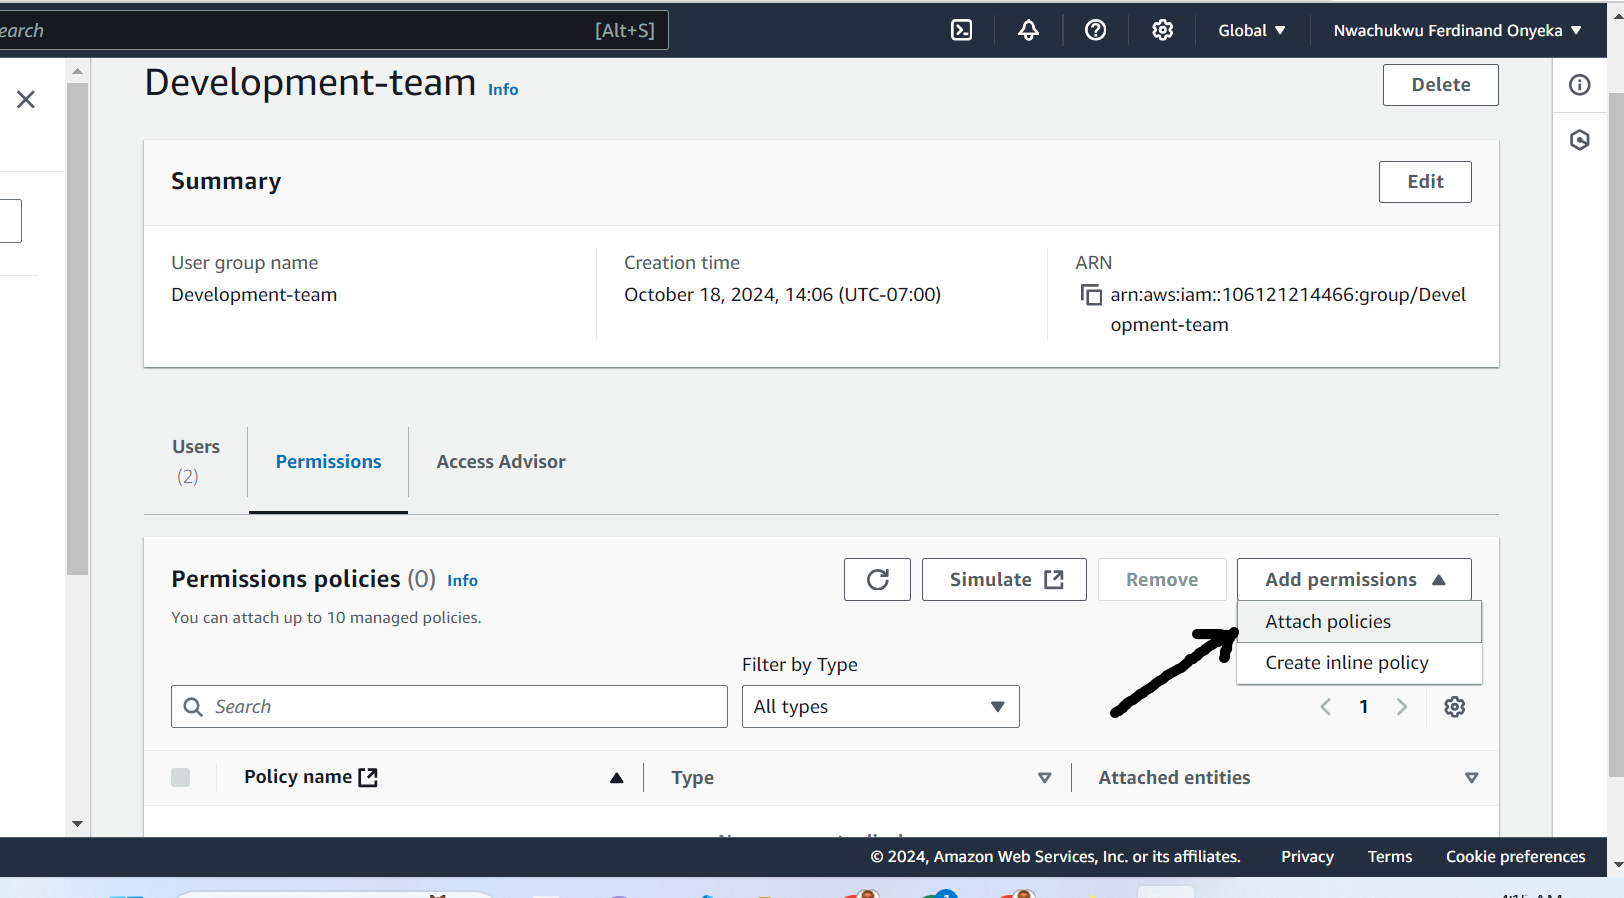 earch
[Alt+S]
Global
Nwachukwu Ferdinand Onyeka
Development-team
Info
Delete
Summary
Edit
User group name
Development-team
Creation time
October 18, 2024, 14:06 (UTC-07:00)
ARN
arn:aws:iam::106121214466:group/Devel
opment-team
Users
(2)
Permissions
Access Advisor
Permissions policies (0) Info
You can attach up to 10 managed policies.
Simulate
Remove
Add permissions
Attach policies
Create inline policy
Filter by Type
Search
All types
1
Policy name
Type
Attached entities
© 2024, Amazon Web Services, Inc. or its affiliates.
Privacy
Terms
Cookie preferences